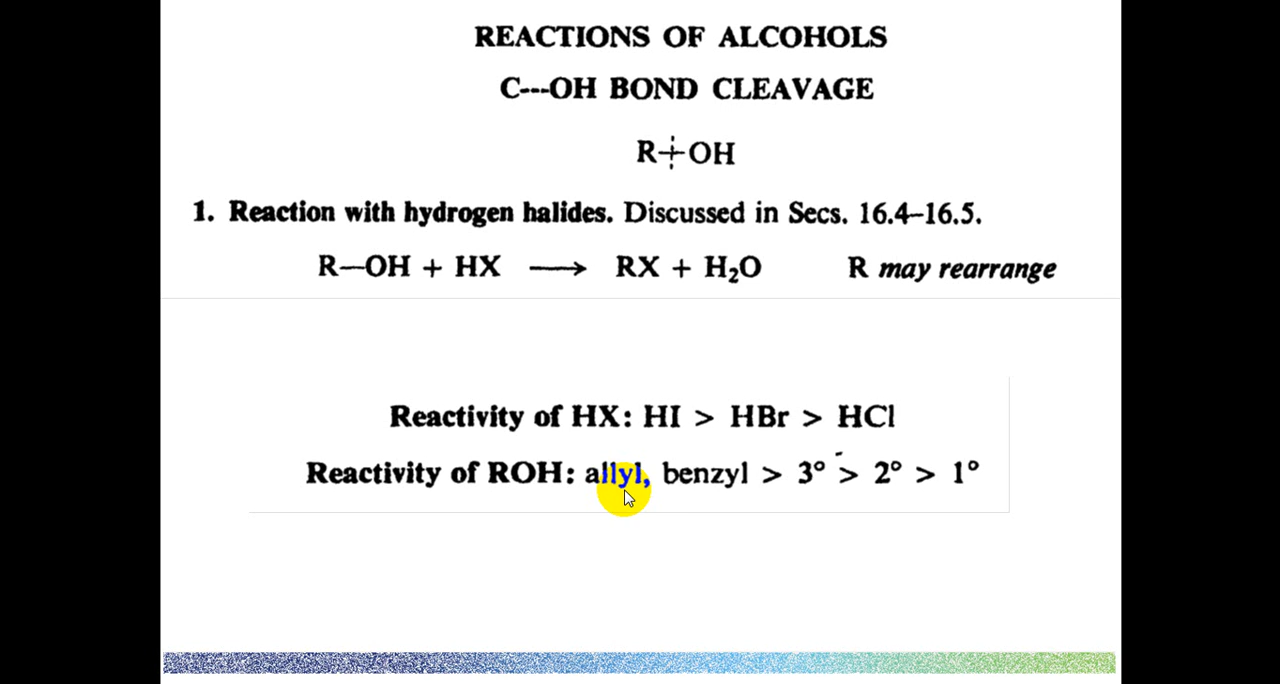 REACTIONS OF ALCOHOLS
C---OH BOND CLEAVAGE
R┼OH
1. Reaction with hydrogen halides. Discussed in Secs. 16.4–16.5.
R—OH + HX ⟶ RX + H₂O R may rearrange
Reactivity of HX: HI > HBr > HCl
Reactivity of ROH: allyl, benzyl > 3° > 2° > 1°